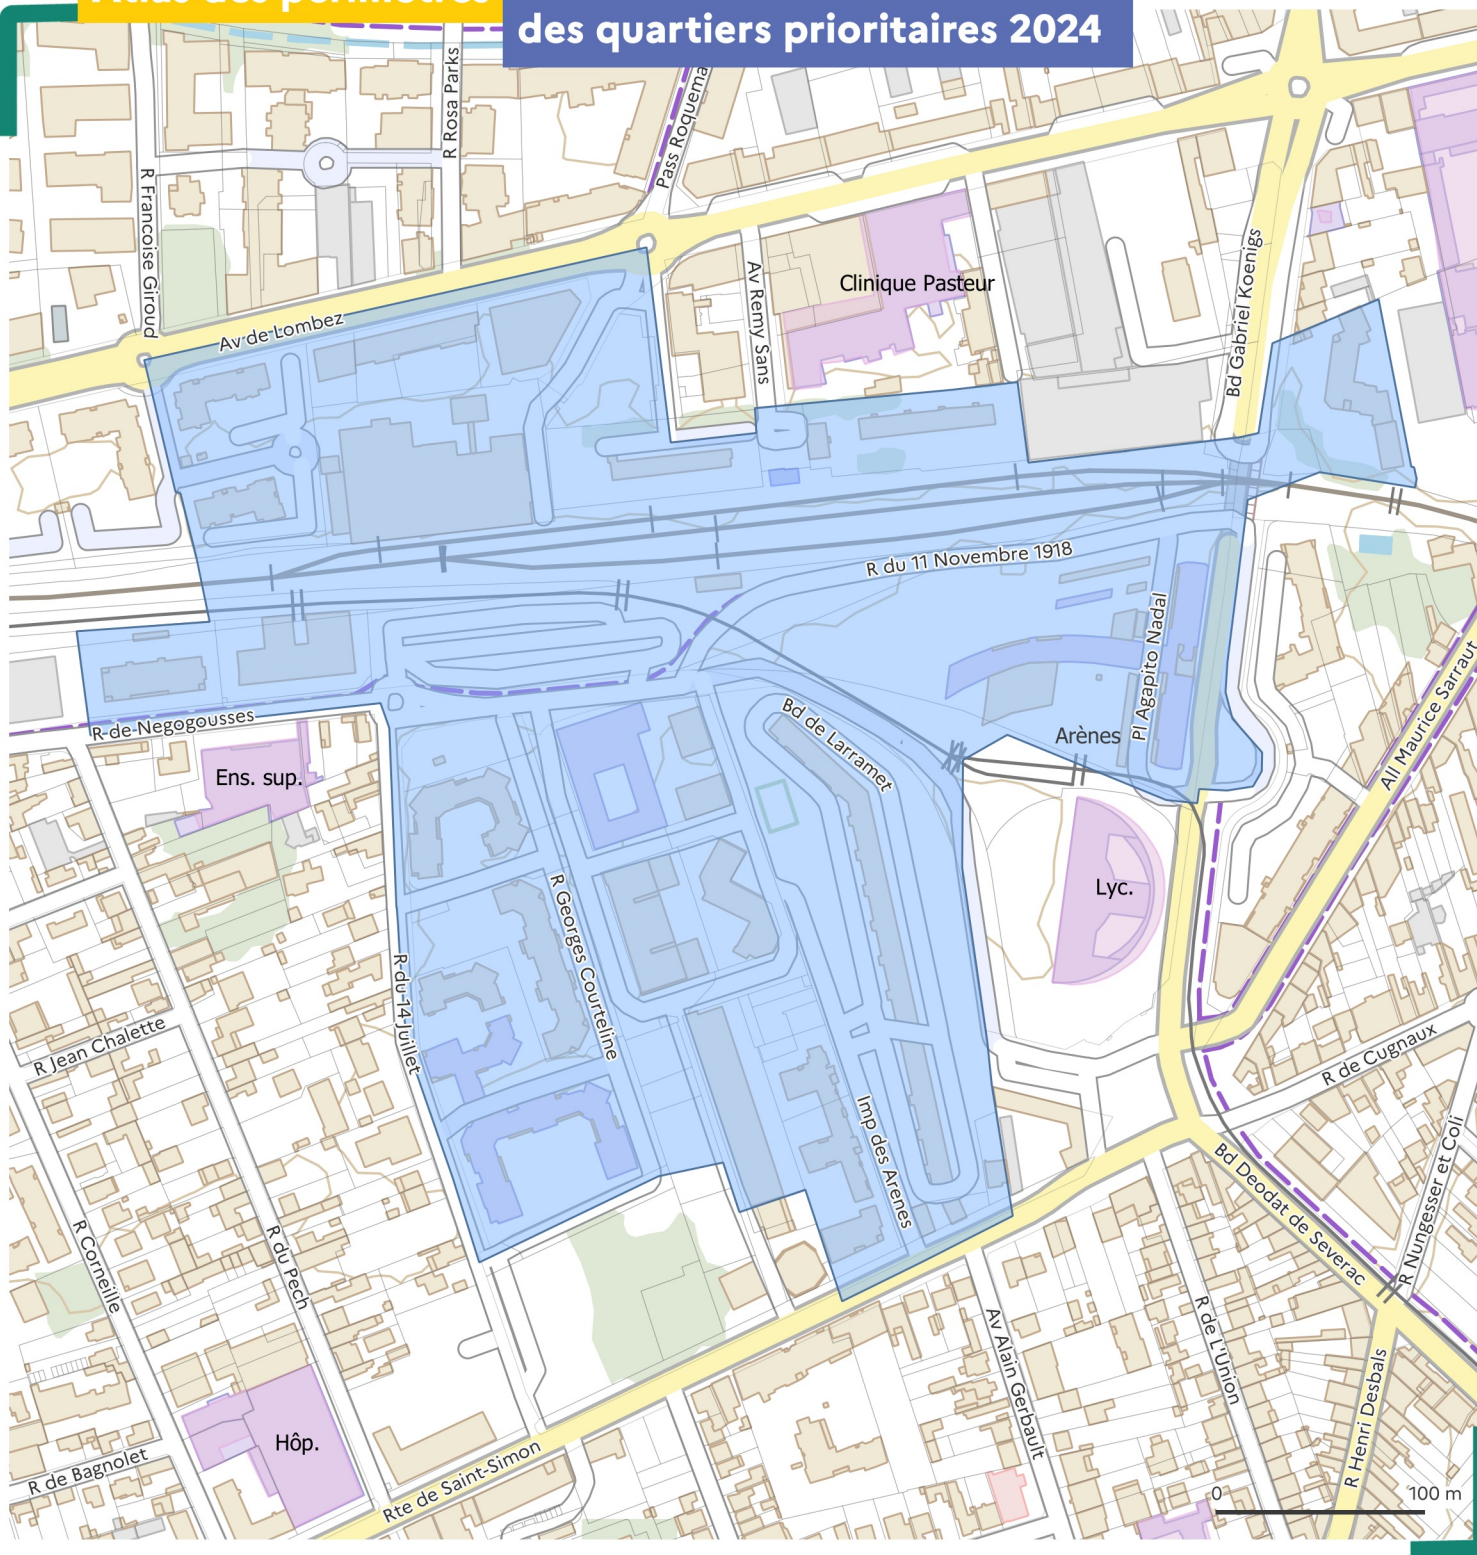 Atlas des périmètres
des quartiers prioritaires 2024
R Rosa Parks
Pass Roquema
R Francoise Giroud
Av de Lombez
Av Remy Sans
Clinique Pasteur
Bd Gabriel Koenigs
R du 11 Novembre 1918
Pl Agapito Nadal
All Maurice Sarraut
R de Negogousses
Ens. sup.
Bd de Larramet
Arènes
Lyc.
R Georges Courteline
R du 14 Juillet
R Jean Chalette
R de Cugnaux
Imp des Arenes
R Nungesser et Coli
Bd Deodat de Severac
R Corneille
R du Pech
Av Alain Gerbault
R de L'Union
R Henri Desbals
Hôp.
R de Bagnolet
Rte de Saint-Simon
0 100 m